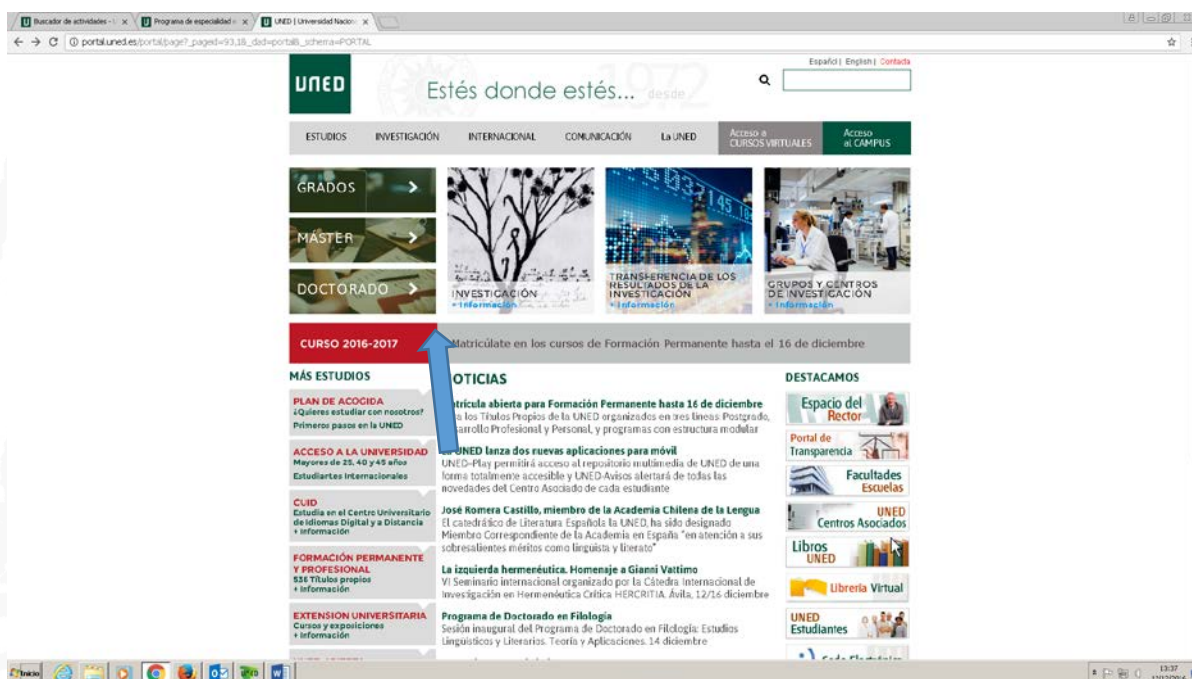 Buscador de actividades -
Programa de especialidad
UNED | Universidad Nacion
portal.uned.es/portal/page?_pageid=93,1&_dad=portal&_schema=PORTAL
Español | English | Contacta
UNED
Estés donde estés...
desde 1972
ESTUDIOS
INVESTIGACIÓN
INTERNACIONAL
COMUNICACIÓN
La UNED
Acceso a
CURSOS VIRTUALES
Acceso
al CAMPUS
GRADOS
MÁSTER
DOCTORADO
INVESTIGACIÓN
+ Información
TRANSFERENCIA DE LOS
RESULTADOS DE LA
INVESTIGACIÓN
+ Información
GRUPOS Y CENTROS
DE INVESTIGACIÓN
+ Información
CURSO 2016-2017
Matricúlate en los cursos de Formación Permanente hasta el 16 de diciembre
MÁS ESTUDIOS
PLAN DE ACOGIDA
¿Quieres estudiar con nosotros?
Primeros pasos en la UNED
ACCESO A LA UNIVERSIDAD
Mayores de 25, 40 y 45 años
Estudiantes Internacionales
CUID
Estudia en el Centro Universitario
de Idiomas Digital y a Distancia
+ Información
FORMACIÓN PERMANENTE
Y PROFESIONAL
536 Títulos propios
+ Información
EXTENSIÓN UNIVERSITARIA
Cursos y exposiciones
+ Información
OTICIAS
trícula abierta para Formación Permanente hasta 16 de diciembre
a los Títulos Propios de la UNED organizados en tres líneas: Postgrado,
sarrollo Profesional y Personal, y programas con estructura modular
La UNED lanza dos nuevas aplicaciones para móvil
UNED-Play permitirá acceso al repositorio multimedia de UNED de una
forma totalmente accesible y UNED-Avisos alertará de todas las
novedades del Centro Asociado de cada estudiante
José Romera Castillo, miembro de la Academia Chilena de la Lengua
El catedrático de Literatura Española la UNED, ha sido designado
Miembro Correspondiente de la Academia en España "en atención a sus
sobresalientes méritos como lingüista y literato"
La izquierda hermenéutica. Homenaje a Gianni Vattimo
VI Seminario internacional organizado por la Cátedra Internacional de
Investigación en Hermenéutica Crítica HERCRITIA. Ávila, 12/16 diciembre
Programa de Doctorado en Filología
Sesión inaugural del Programa de Doctorado en Filología: Estudios
Lingüísticos y Literarios. Teoría y Aplicaciones. 14 diciembre
DESTACAMOS
Espacio del
Rector
Portal de
Transparencia
Facultades
Escuelas
UNED
Centros Asociados
Libros
UNED
Librería Virtual
UNED
Estudiantes
Inicio
13:37